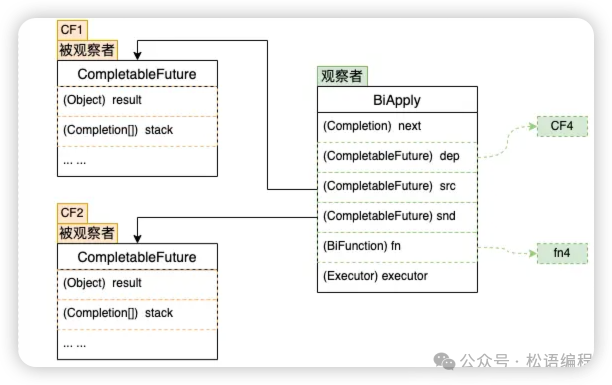 CF1
被观察者
CompletableFuture
(Object) result
(Completion[]) stack
... ...
CF2
被观察者
CompletableFuture
(Object) result
(Completion[]) stack
... ...
观察者
BiApply
(Completion) next
(CompletableFuture) dep
(CompletableFuture) src
(CompletableFuture) snd
(BiFunction) fn
(Executor) executor
CF4
fn4
公众号 · 松语编程